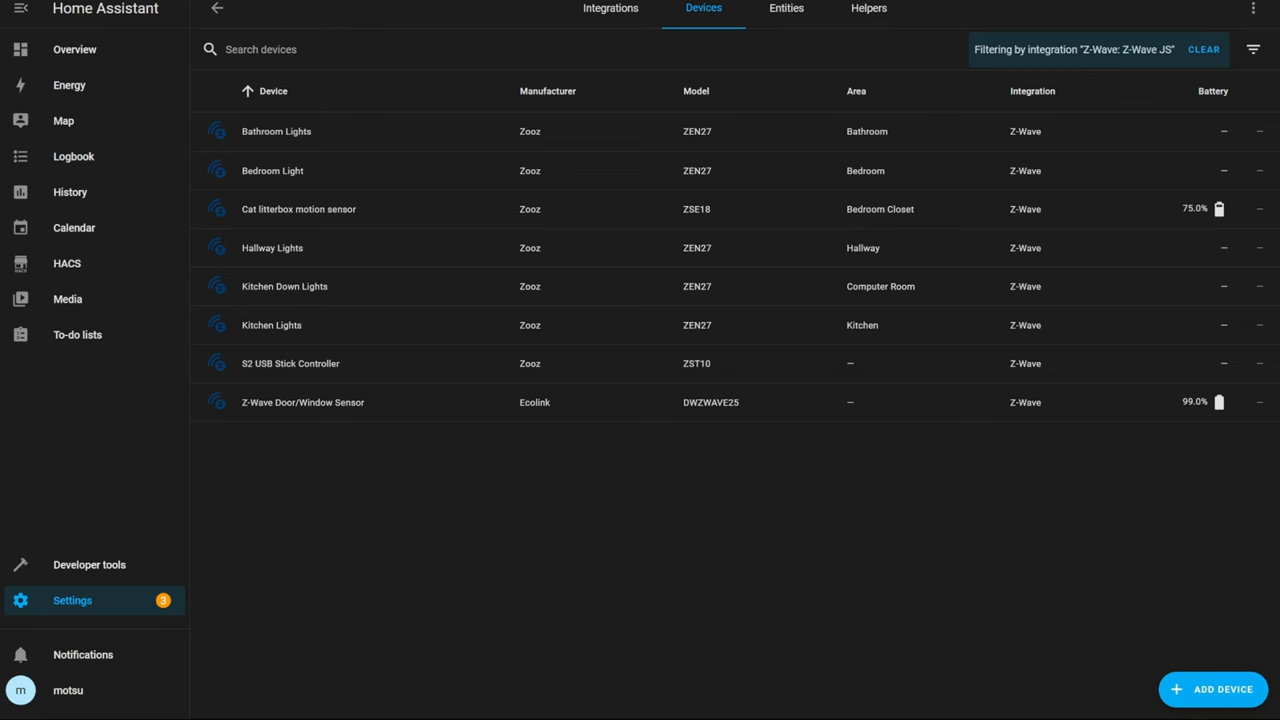 Home Assistant
Integrations Devices Entities Helpers
Overview
Energy
Map
Logbook
History
Calendar
HACS
Media
To-do lists
Developer tools
Settings 3
Notifications
m motsu
Search devices Filtering by integration "Z-Wave: Z-Wave JS" CLEAR
Device Manufacturer Model Area Integration Battery
Bathroom Lights Zooz ZEN27 Bathroom Z-Wave — —
Bedroom Light Zooz ZEN27 Bedroom Z-Wave — —
Cat litterbox motion sensor Zooz ZSE18 Bedroom Closet Z-Wave 75.0% —
Hallway Lights Zooz ZEN27 Hallway Z-Wave — —
Kitchen Down Lights Zooz ZEN27 Computer Room Z-Wave — —
Kitchen Lights Zooz ZEN27 Kitchen Z-Wave — —
S2 USB Stick Controller Zooz ZST10 — Z-Wave — —
Z-Wave Door/Window Sensor Ecolink DWZWAVE25 — Z-Wave 99.0% —
+ ADD DEVICE